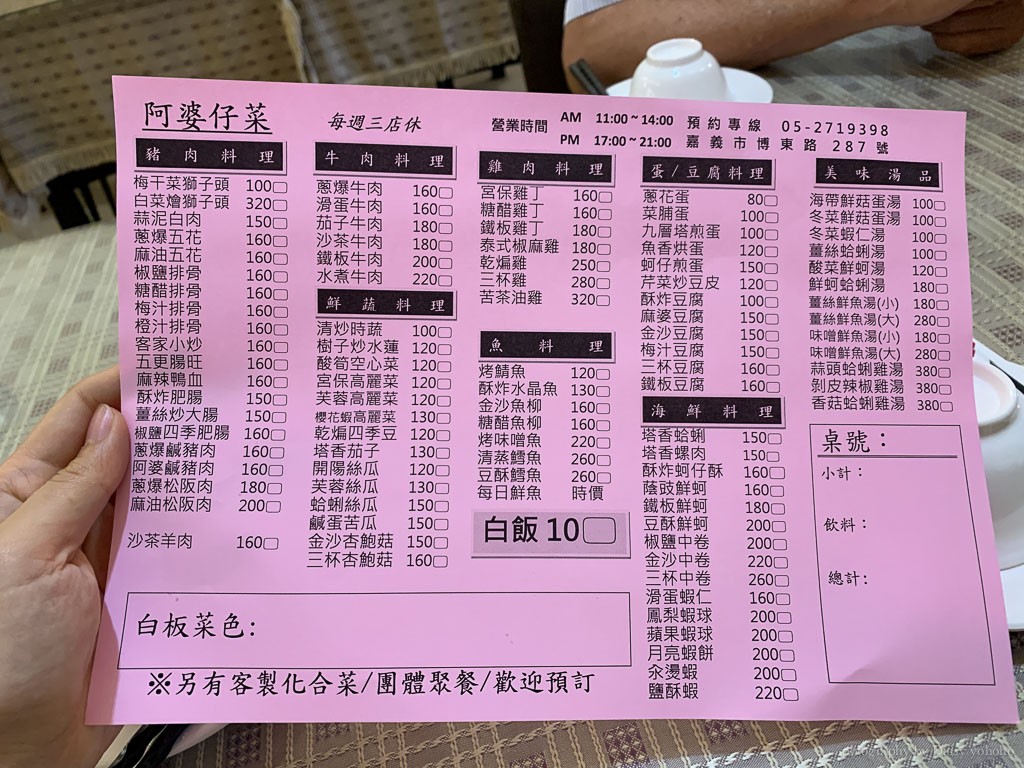 阿婆仔菜
每週三店休
營業時間 AM 11:00~14:00
PM 17:00~21:00
預約專線 05-2719398
嘉義市博東路 287 號
豬肉料理
梅干菜獅子頭 100
白菜燴獅子頭 320
蒜泥白肉 150
蔥爆五花 160
麻油五花 160
椒鹽排骨 160
糖醋排骨 160
梅汁排骨 160
橙汁排骨 160
客家小炒 160
五更腸旺 160
麻辣鴨血 160
酥炸肥腸 150
薑絲炒大腸 150
椒鹽四季肥腸 160
蔥爆鹹豬肉 160
阿婆鹹豬肉 160
蔥爆松阪肉 180
麻油松阪肉 200
沙茶羊肉 160
牛肉料理
蔥爆牛肉 160
滑蛋牛肉 160
茄子牛肉 180
沙茶牛肉 180
鐵板牛肉 200
水煮牛肉 220
鮮蔬料理
清炒時蔬 100
樹子炒水蓮 120
酸筍空心菜 120
宮保高麗菜 120
芙蓉高麗菜 120
櫻花蝦高麗菜 130
乾煸四季豆 120
塔香茄子 130
開陽絲瓜 120
芙蓉絲瓜 130
蛤蜊絲瓜 150
鹹蛋苦瓜 150
金沙杏鮑菇 150
三杯杏鮑菇 160
雞肉料理
宮保雞丁 160
糖醋雞丁 160
鐵板雞丁 180
泰式椒麻雞 180
乾煸雞 250
三杯雞 280
苦茶油雞 320
魚料理
烤鯖魚 120
酥炸水晶魚 130
金沙魚柳 160
糖醋魚柳 160
烤味噌魚 220
清蒸鱈魚 260
豆酥鱈魚 260
每日鮮魚 時價
白飯 10
蛋/豆腐料理
蔥花蛋 80
菜脯蛋 100
九層塔煎蛋 100
魚香烘蛋 120
蚵仔煎蛋 150
芹菜炒豆皮 120
酥炸豆腐 100
麻婆豆腐 150
金沙豆腐 150
梅汁豆腐 150
三杯豆腐 160
鐵板豆腐 160
海鮮料理
塔香蛤蜊 150
塔香螺肉 150
酥炸蚵仔酥 160
蔭豉鮮蚵 160
鐵板鮮蚵 180
豆酥鮮蚵 200
椒鹽中卷 200
金沙中卷 220
三杯中卷 260
滑蛋蝦仁 160
鳳梨蝦球 200
蘋果蝦球 200
月亮蝦餅 200
汆燙蝦 200
鹽酥蝦 220
美味湯品
海帶鮮菇蛋湯 100
冬菜鮮菇蛋湯 100
冬菜蝦仁湯 100
薑絲蛤蜊湯 100
酸菜鮮蚵湯 120
鮮蚵蛤蜊湯 180
薑絲鮮魚湯(小) 180
薑絲鮮魚湯(大) 280
味噌鮮魚湯(小) 180
味噌鮮魚湯(大) 280
蒜頭蛤蜊雞湯 380
剝皮辣椒雞湯 380
香菇蛤蜊雞湯 380
桌號：
小計：
飲料：
總計：
白板菜色:
※另有客製化合菜/團體聚餐/歡迎預訂